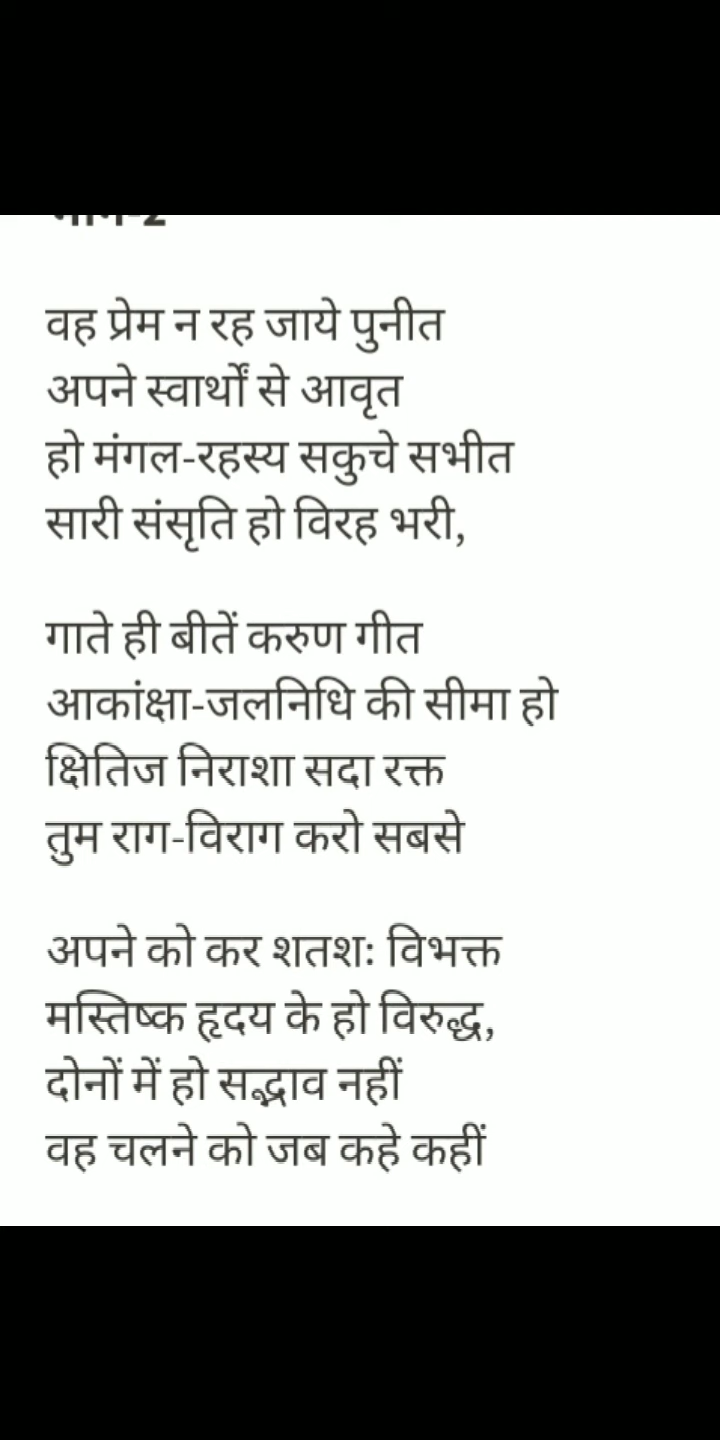 वह प्रेम न रह जाये पुनीत
अपने स्वार्थों से आवृत
हो मंगल-रहस्य सकुचे सभीत
सारी संसृति हो विरह भरी,
गाते ही बीतें करुण गीत
आकांक्षा-जलनिधि की सीमा हो
क्षितिज निराशा सदा रक्त
तुम राग-विराग करो सबसे
अपने को कर शतशः विभक्त
मस्तिष्क हृदय के हो विरुद्ध,
दोनों में हो सद्भाव नहीं
वह चलने को जब कहे कहीं